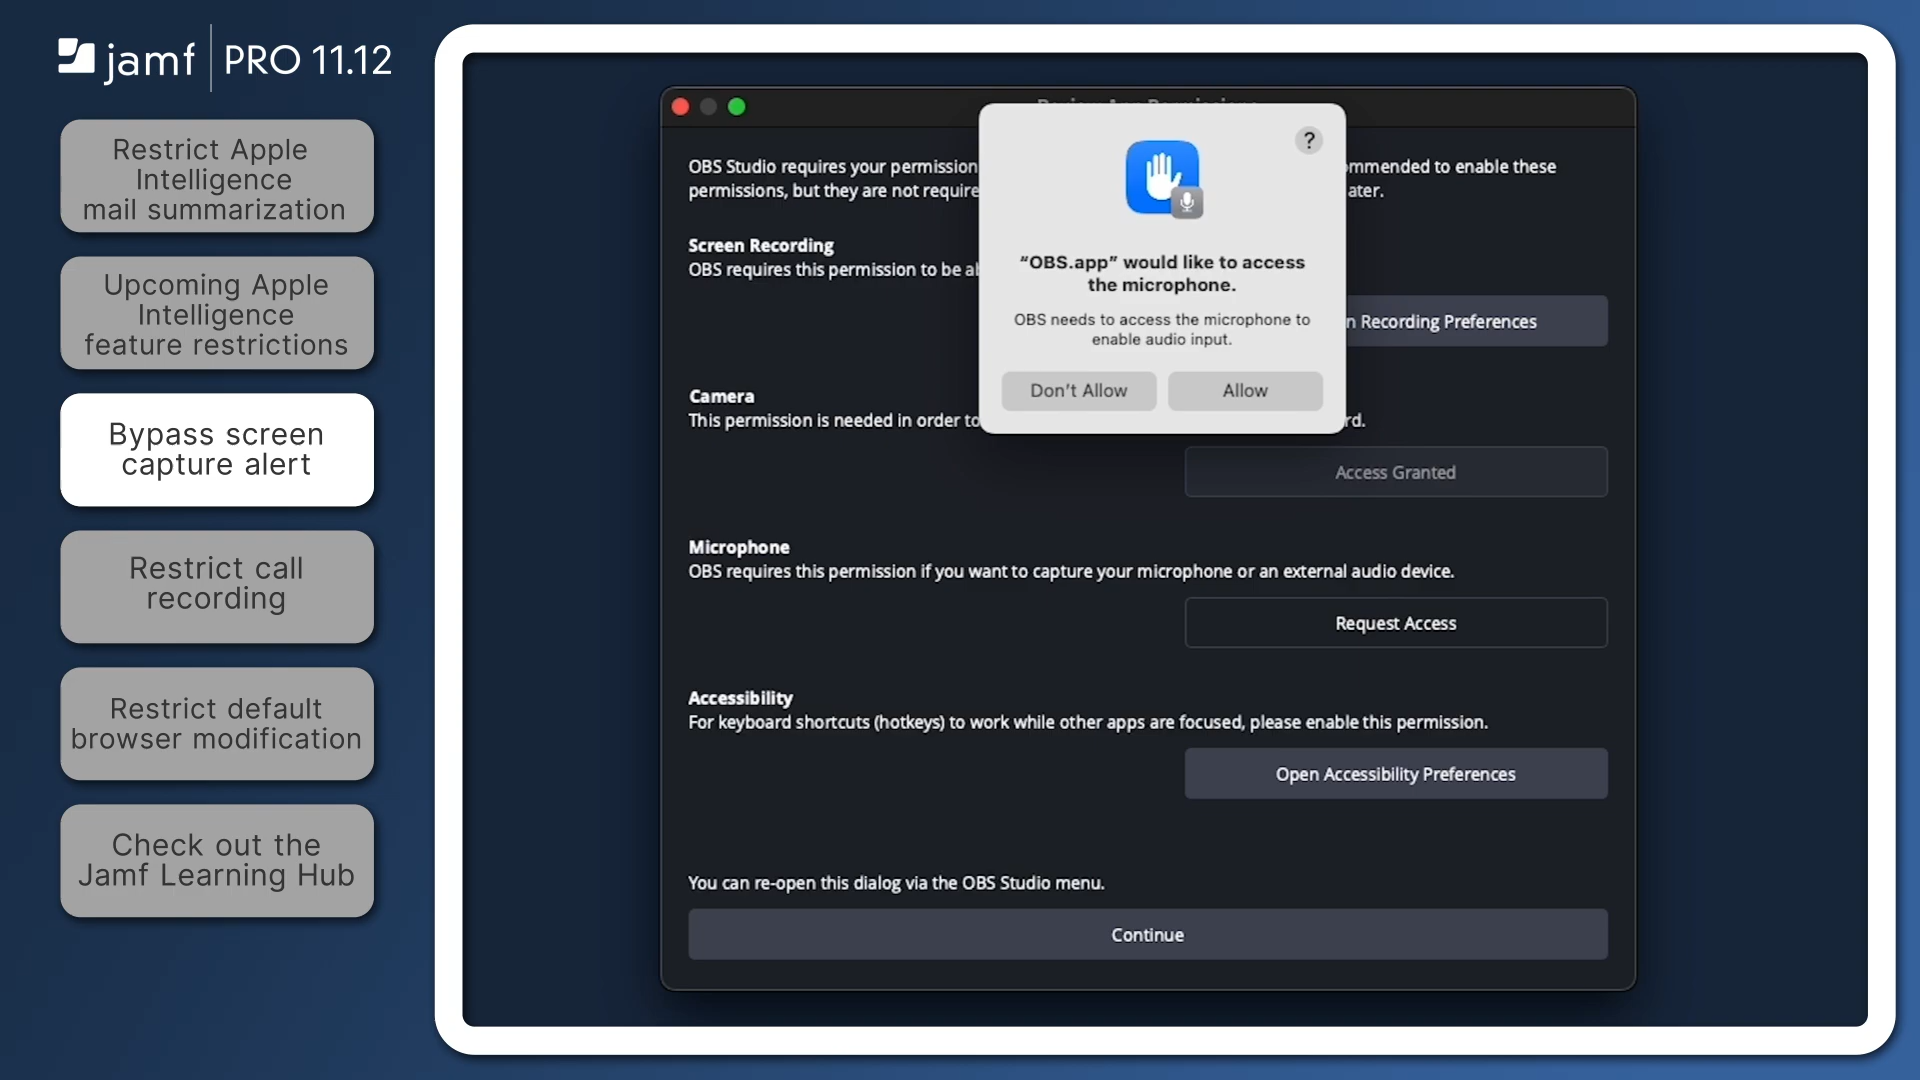 jamf | PRO 11.12
Restrict Apple
Intelligence
mail summarization
Upcoming Apple
Intelligence
feature restrictions
Bypass screen
capture alert
Restrict call
recording
Restrict default
browser modification
Check out the
Jamf Learning Hub
OBS Studio requires your permission
mmended to enable these
permissions, but they are not require
ater.
Screen Recording
OBS requires this permission to be a
n Recording Preferences
?
“OBS.app” would like to access
the microphone.
OBS needs to access the microphone to
enable audio input.
Don't Allow
Allow
Camera
This permission is needed in order to
rd.
Access Granted
Microphone
OBS requires this permission if you want to capture your microphone or an external audio device.
Request Access
Accessibility
For keyboard shortcuts (hotkeys) to work while other apps are focused, please enable this permission.
Open Accessibility Preferences
You can re-open this dialog via the OBS Studio menu.
Continue